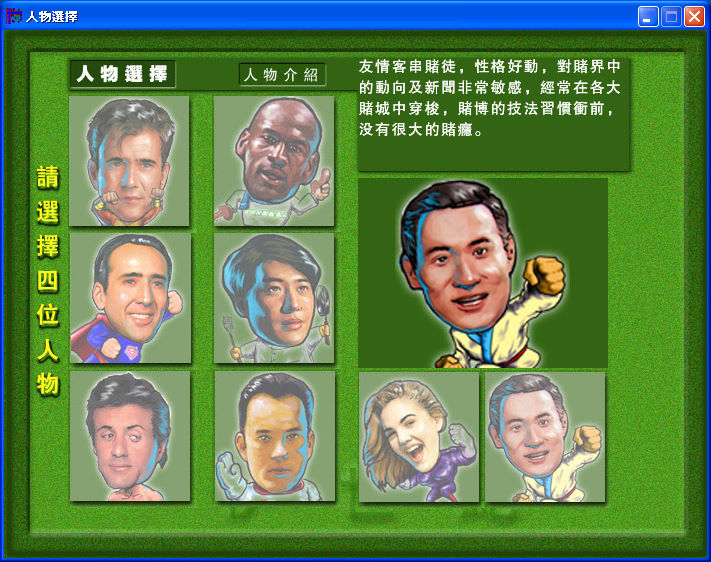 人物選擇
人物選擇
人物介紹
友情客串賭徒，性格好動，對賭界中
的動向及新聞非常敏感，經常在各大
賭城中穿梭，賭博的技法習慣衝前，
沒有很大的賭癮。
請選擇四位人物